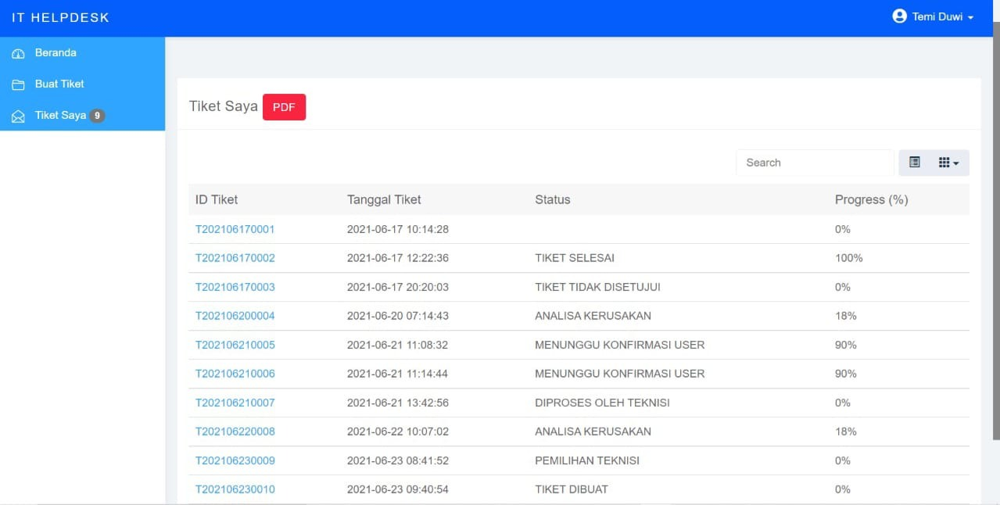 IT HELPDESK
Temi Duwi
Beranda
Buat Tiket
Tiket Saya 9
Tiket Saya PDF
Search
ID Tiket Tanggal Tiket Status Progress (%)
T202106170001 2021-06-17 10:14:28 0%
T202106170002 2021-06-17 12:22:36 TIKET SELESAI 100%
T202106170003 2021-06-17 20:20:03 TIKET TIDAK DISETUJUI 0%
T202106200004 2021-06-20 07:14:43 ANALISA KERUSAKAN 18%
T202106210005 2021-06-21 11:08:32 MENUNGGU KONFIRMASI USER 90%
T202106210006 2021-06-21 11:14:44 MENUNGGU KONFIRMASI USER 90%
T202106210007 2021-06-21 13:42:56 DIPROSES OLEH TEKNISI 0%
T202106220008 2021-06-22 10:07:02 ANALISA KERUSAKAN 18%
T202106230009 2021-06-23 08:41:52 PEMILIHAN TEKNISI 0%
T202106230010 2021-06-23 09:40:54 TIKET DIBUAT 0%